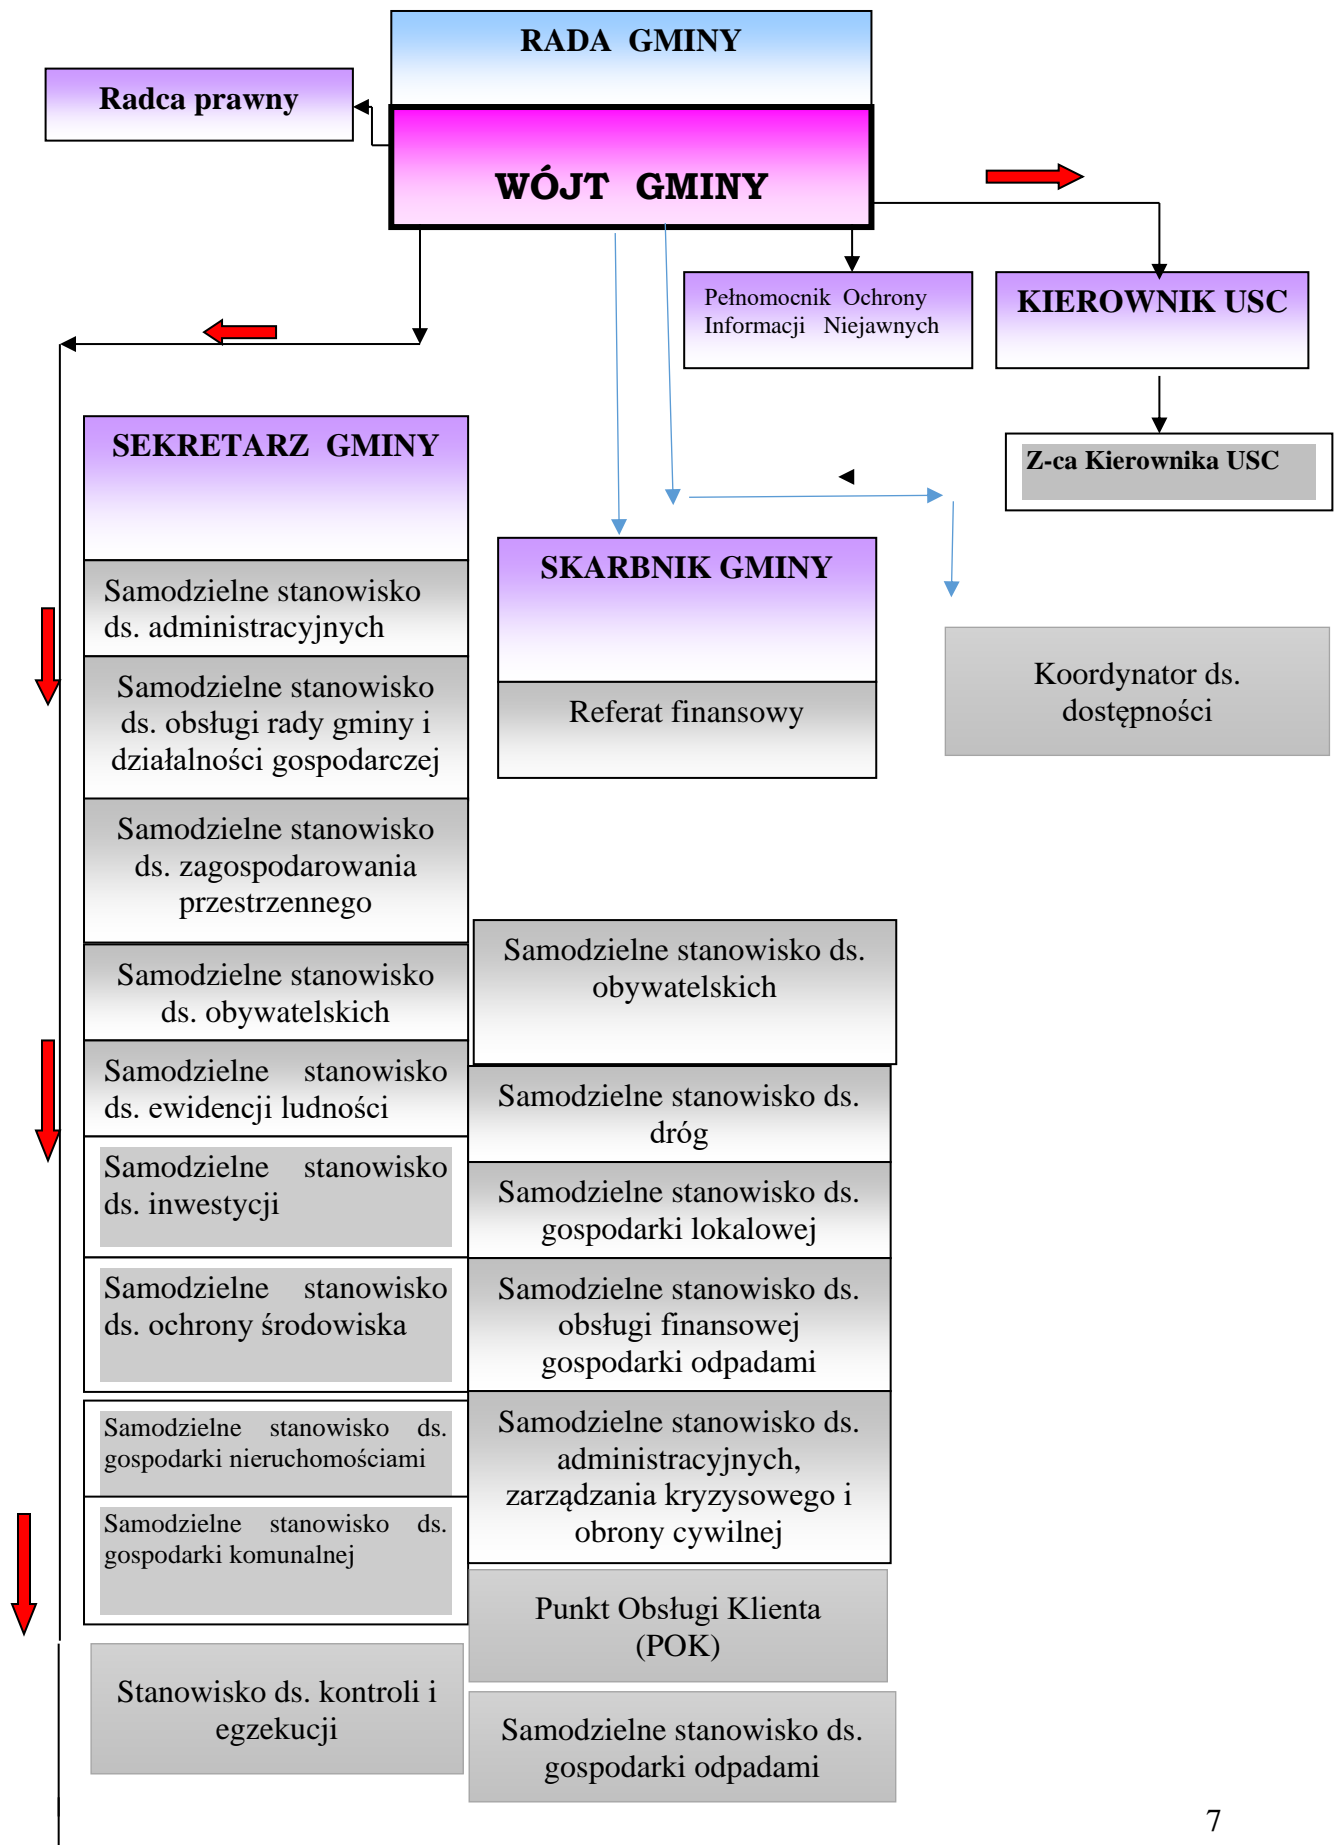 RADA GMINY
Radca prawny
WÓJT GMINY
Pełnomocnik Ochrony
Informacji Niejawnych
KIEROWNIK USC
Z-ca Kierownika USC
SEKRETARZ GMINY
Samodzielne stanowisko
ds. administracyjnych
Samodzielne stanowisko
ds. obsługi rady gminy i
działalności gospodarczej
Samodzielne stanowisko
ds. zagospodarowania
przestrzennego
Samodzielne stanowisko
ds. obywatelskich
Samodzielne stanowisko
ds. ewidencji ludności
Samodzielne stanowisko
ds. inwestycji
Samodzielne stanowisko
ds. ochrony środowiska
Samodzielne stanowisko ds.
gospodarki nieruchomościami
Samodzielne stanowisko ds.
gospodarki komunalnej
Stanowisko ds. kontroli i
egzekucji
SKARBNIK GMINY
Referat finansowy
Samodzielne stanowisko ds.
obywatelskich
Samodzielne stanowisko ds.
dróg
Samodzielne stanowisko ds.
gospodarki lokalowej
Samodzielne stanowisko ds.
obsługi finansowej
gospodarki odpadami
Samodzielne stanowisko ds.
administracyjnych,
zarządzania kryzysowego i
obrony cywilnej
Punkt Obsługi Klienta
(POK)
Samodzielne stanowisko ds.
gospodarki odpadami
Koordynator ds.
dostępności
7